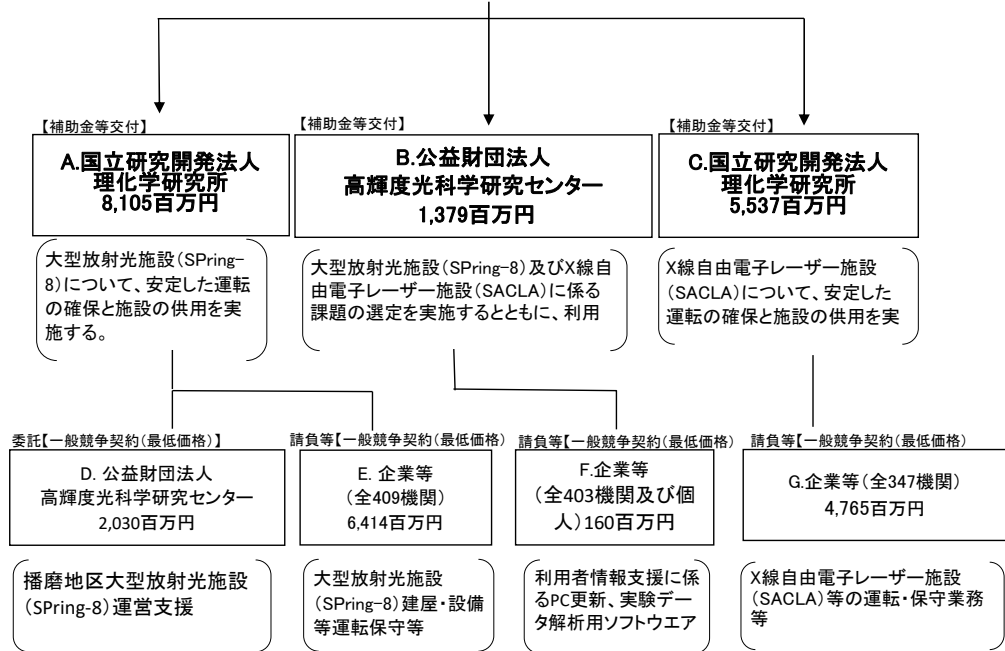 【補助金等交付】
A.国立研究開発法人
理化学研究所
8,105百万円
大型放射光施設(SPring-
8)について、安定した運転
の確保と施設の供用を実
施する。
【補助金等交付】
B.公益財団法人
高輝度光科学研究センター
1,379百万円
大型放射光施設(SPring-8)及びX線自
由電子レーザー施設(SACLA)に係る
課題の選定を実施するとともに、利用
【補助金等交付】
C.国立研究開発法人
理化学研究所
5,537百万円
X線自由電子レーザー施設
(SACLA)について、安定した
運転の確保と施設の供用を実
委託【一般競争契約(最低価格)】
D. 公益財団法人
高輝度光科学研究センター
2,030百万円
播磨地区大型放射光施設
(SPring-8)運営支援
請負等【一般競争契約(最低価格)
E. 企業等
(全409機関)
6,414百万円
大型放射光施設
(SPring-8)建屋・設備
等運転保守等
請負等【一般競争契約(最低価格)
F.企業等
(全403機関及び個
人)160百万円
利用者情報支援に係
るPC更新、実験データ
解析用ソフトウエア
請負等【一般競争契約(最低価格)
G.企業等(全347機関)
4,765百万円
X線自由電子レーザー施設
(SACLA)等の運転・保守業務
等